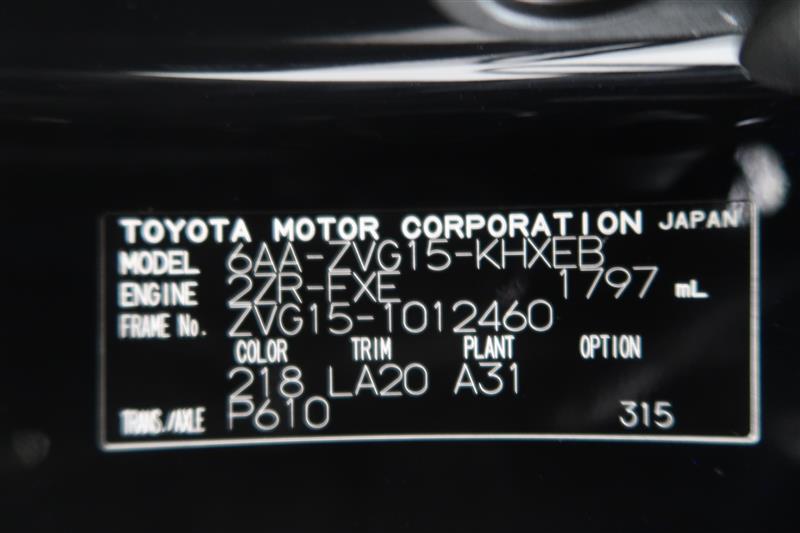 TOYOTA MOTOR CORPORATION JAPAN
MODEL 6AA-ZVG15-KHXEB
ENGINE 2ZR-FXE 1797 mL
FRAME No. ZVG15-1012460
COLOR TRIM PLANT OPTION
218 LA20 A31
TRANS./AXLE P610 315